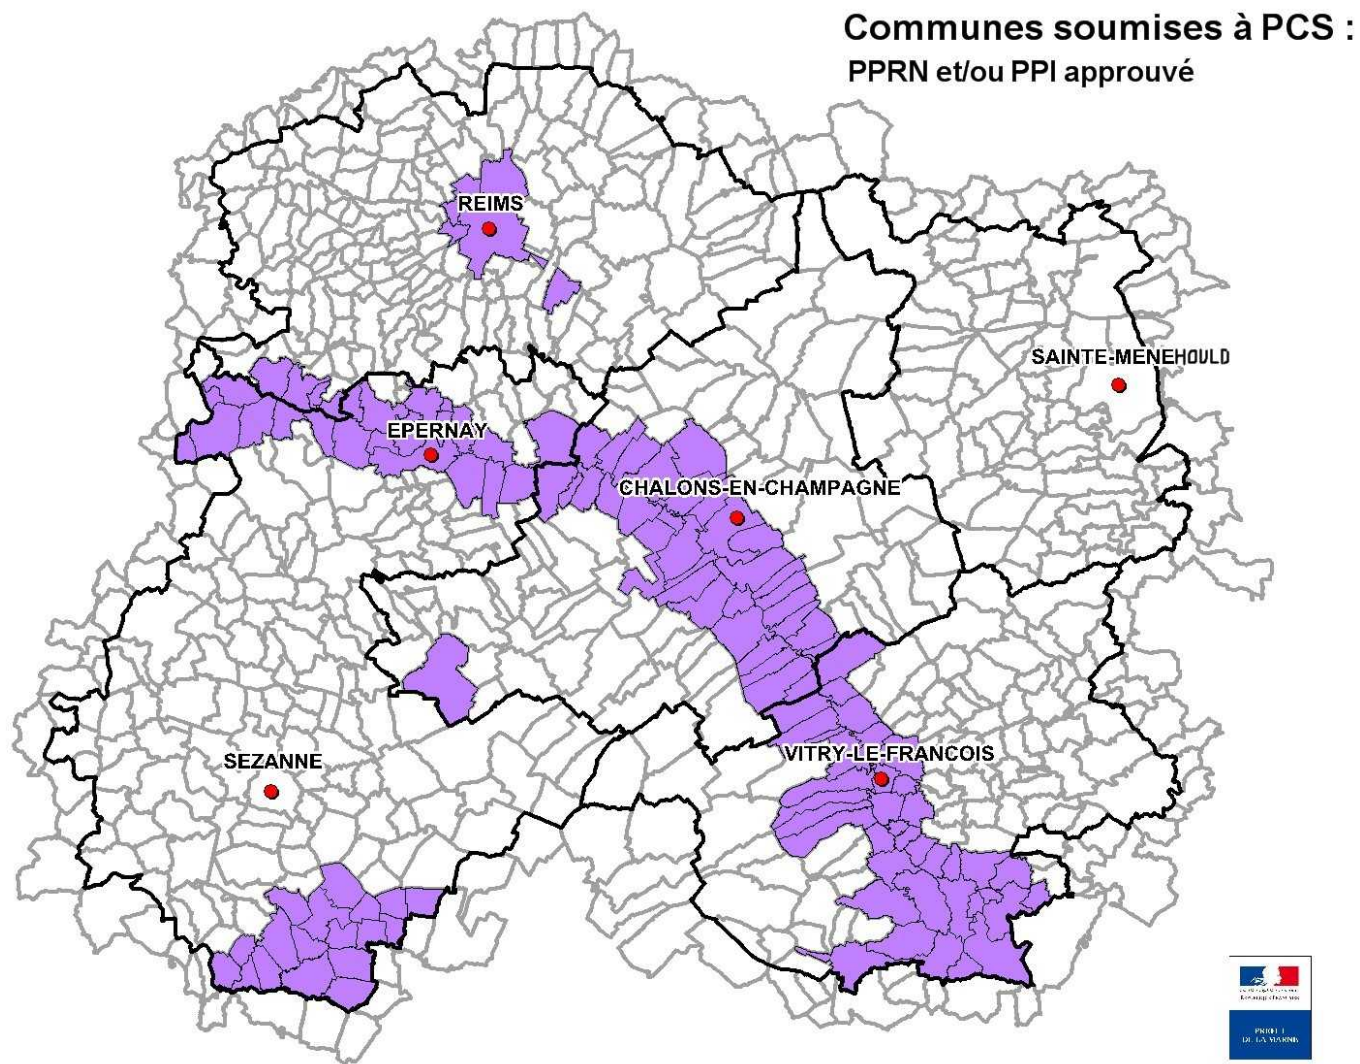 Communes soumises à PCS :
PPRN et/ou PPI approuvé
REIMS
SAINTE-MENEHOULD
EPERNAY
CHALONS-EN-CHAMPAGNE
VITRY-LE-FRANCOIS
SEZANNE
PREFET
DE LA MARNE